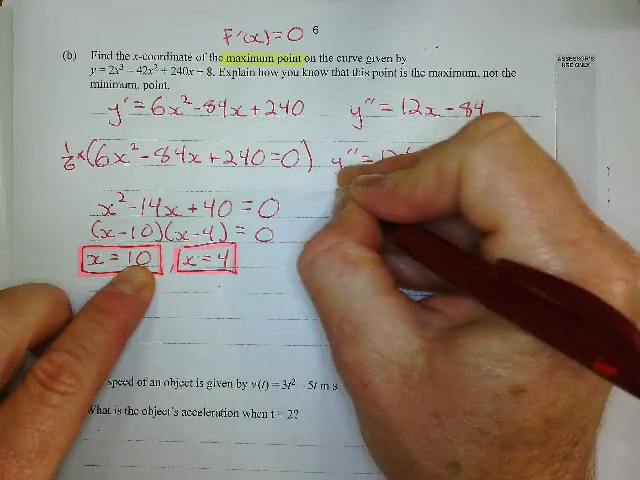 F'(x)=0 6
(b) Find the x-coordinate of the maximum point on the curve given by
y = 2x³ − 42x² + 240x − 8. Explain how you know that this point is the maximum, not the
minimum, point.
ASSESSOR'S
USE ONLY
y' = 6x² - 84x + 240 y'' = 12x - 84
1/6 × (6x² - 84x + 240 = 0) y'' = 12
x² - 14x + 40 = 0
(x - 10)(x - 4) = 0
x = 10 , x = 4
speed of an object is given by v(t) = 3t² − 5t m s
What is the object's acceleration when t = 2?